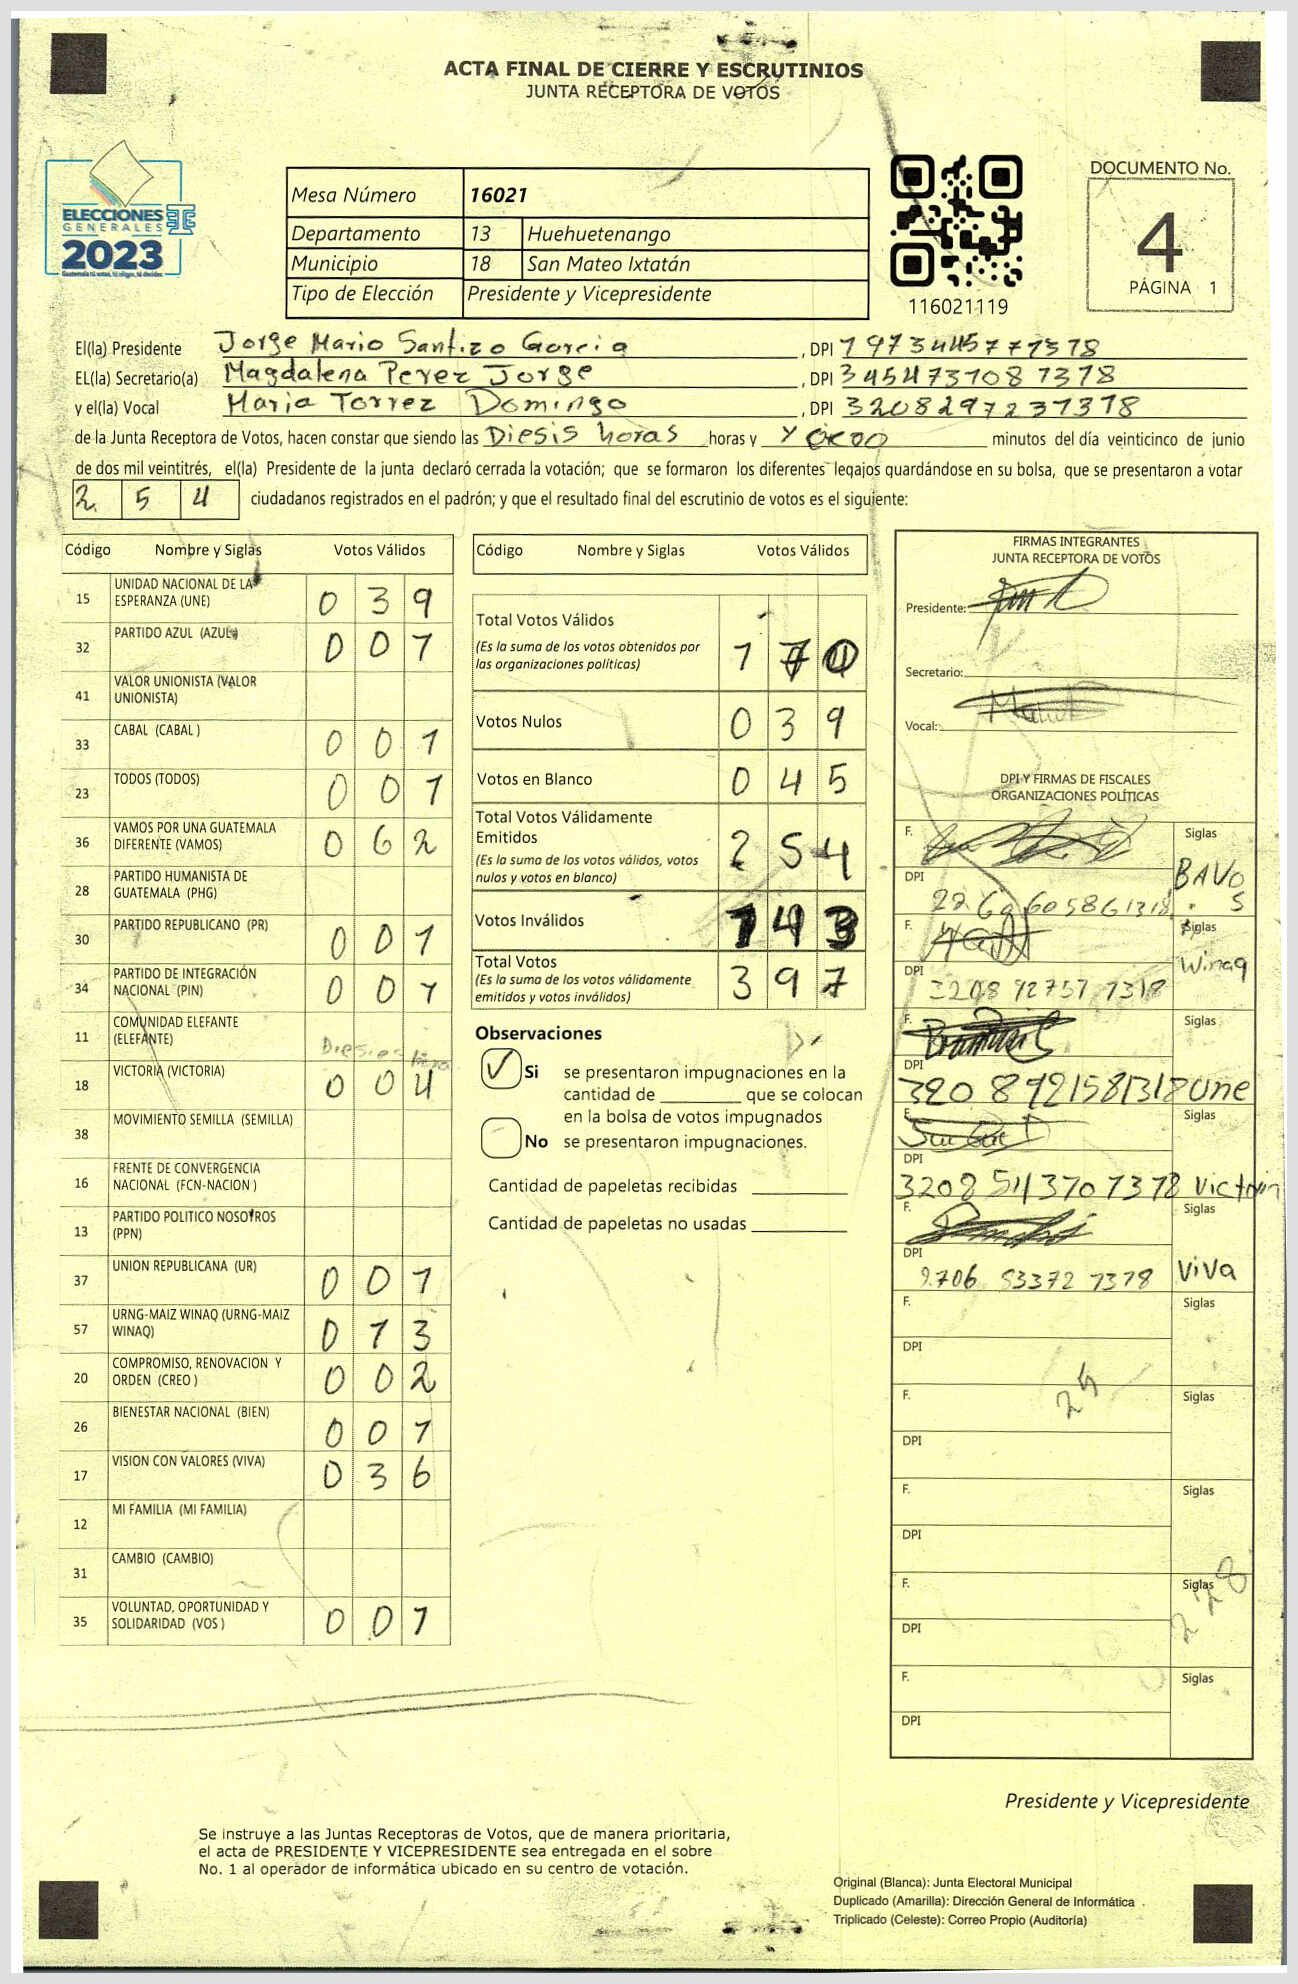 ACTA FINAL DE CIERRE Y ESCRUTINIOS
JUNTA RECEPTORA DE VOTOS
ELECCIONES
GENERALES
2023
Guatemala tú votas, tú eliges, tú decides
Mesa Número 16021
Departamento 13 Huehuetenango
Municipio 18 San Mateo Ixtatán
Tipo de Elección Presidente y Vicepresidente
116021119
DOCUMENTO No.
4
PÁGINA 1
El(la) Presidente Jorge Mario Santizo Garcia , DPI
EL(la) Secretario(a) Magdalena Perez Jorge , DPI 3454737087378
y el(la) Vocal Maria Torrez Domingo , DPI 3208297237378
de la Junta Receptora de Votos, hacen constar que siendo las Diesis horas horas y y minutos del día veinticinco de junio
de dos mil veintitrés, el(la) Presidente de la junta declaró cerrada la votación; que se formaron los diferentes legajos quardándose en su bolsa, que se presentaron a votar
2 5 4 ciudadanos registrados en el padrón; y que el resultado final del escrutinio de votos es el siguiente:
Código Nombre y Siglas Votos Válidos
15 UNIDAD NACIONAL DE LA ESPERANZA (UNE) 0 3 9
32 PARTIDO AZUL (AZUL) 0 0 1
41 VALOR UNIONISTA (VALOR UNIONISTA)
33 CABAL (CABAL ) 0 0 1
23 TODOS (TODOS) 0 0 1
36 VAMOS POR UNA GUATEMALA DIFERENTE (VAMOS) 0 6 2
28 PARTIDO HUMANISTA DE GUATEMALA (PHG)
30 PARTIDO REPUBLICANO (PR) 0 0 1
34 PARTIDO DE INTEGRACIÓN NACIONAL (PIN) 0 0 1
11 COMUNIDAD ELEFANTE (ELEFANTE)
18 VICTORIA (VICTORIA) 0 0 4
38 MOVIMIENTO SEMILLA (SEMILLA)
16 FRENTE DE CONVERGENCIA NACIONAL (FCN-NACION )
13 PARTIDO POLITICO NOSOTROS (PPN)
37 UNION REPUBLICANA (UR) 0 0 1
57 URNG-MAIZ WINAQ (URNG-MAIZ WINAQ) 0 1 3
20 COMPROMISO, RENOVACION Y ORDEN (CREO ) 0 0 2
26 BIENESTAR NACIONAL (BIEN) 0 0 1
17 VISION CON VALORES (VIVA) 0 3 6
12 MI FAMILIA (MI FAMILIA)
31 CAMBIO (CAMBIO)
35 VOLUNTAD, OPORTUNIDAD Y SOLIDARIDAD (VOS ) 0 0 1
Código Nombre y Siglas Votos Válidos
Total Votos Válidos
(Es la suma de los votos obtenidos por
las organizaciones políticas) 1 7 0
Votos Nulos 0 3 9
Votos en Blanco 0 4 5
Total Votos Válidamente
Emitidos
(Es la suma de los votos válidos, votos
nulos y votos en blanco) 2 5 4
Votos Inválidos 1 4 3
Total Votos
(Es la suma de los votos válidamente
emitidos y votos inválidos) 3 9 7
Observaciones
✓ Si se presentaron impugnaciones en la
cantidad de ________ que se colocan
en la bolsa de votos impugnados
No se presentaron impugnaciones.
Cantidad de papeletas recibidas
Cantidad de papeletas no usadas
FIRMAS INTEGRANTES
JUNTA RECEPTORA DE VOTOS
Presidente:
Secretario:
Vocal:
DPI Y FIRMAS DE FISCALES
ORGANIZACIONES POLÍTICAS
F. Siglas
DPI
F. Siglas
Winaq
DPI 3208 92757 1318
F. Siglas
DPI
3208921581318 Une
F. Siglas
DPI
3208 543707378 Victoria
F. Siglas
DPI
2706 53372 7378 ViVa
F. Siglas
DPI
F. Siglas
24
DPI
F. Siglas
DPI
F. Siglas
228
DPI
F. Siglas
DPI
Presidente y Vicepresidente
Se instruye a las Juntas Receptoras de Votos, que de manera prioritaria,
el acta de PRESIDENTE Y VICEPRESIDENTE sea entregada en el sobre
No. 1 al operador de informática ubicado en su centro de votación.
Original (Blanca): Junta Electoral Municipal
Duplicado (Amarilla): Dirección General de Informática
Triplicado (Celeste): Correo Propio (Auditoría)